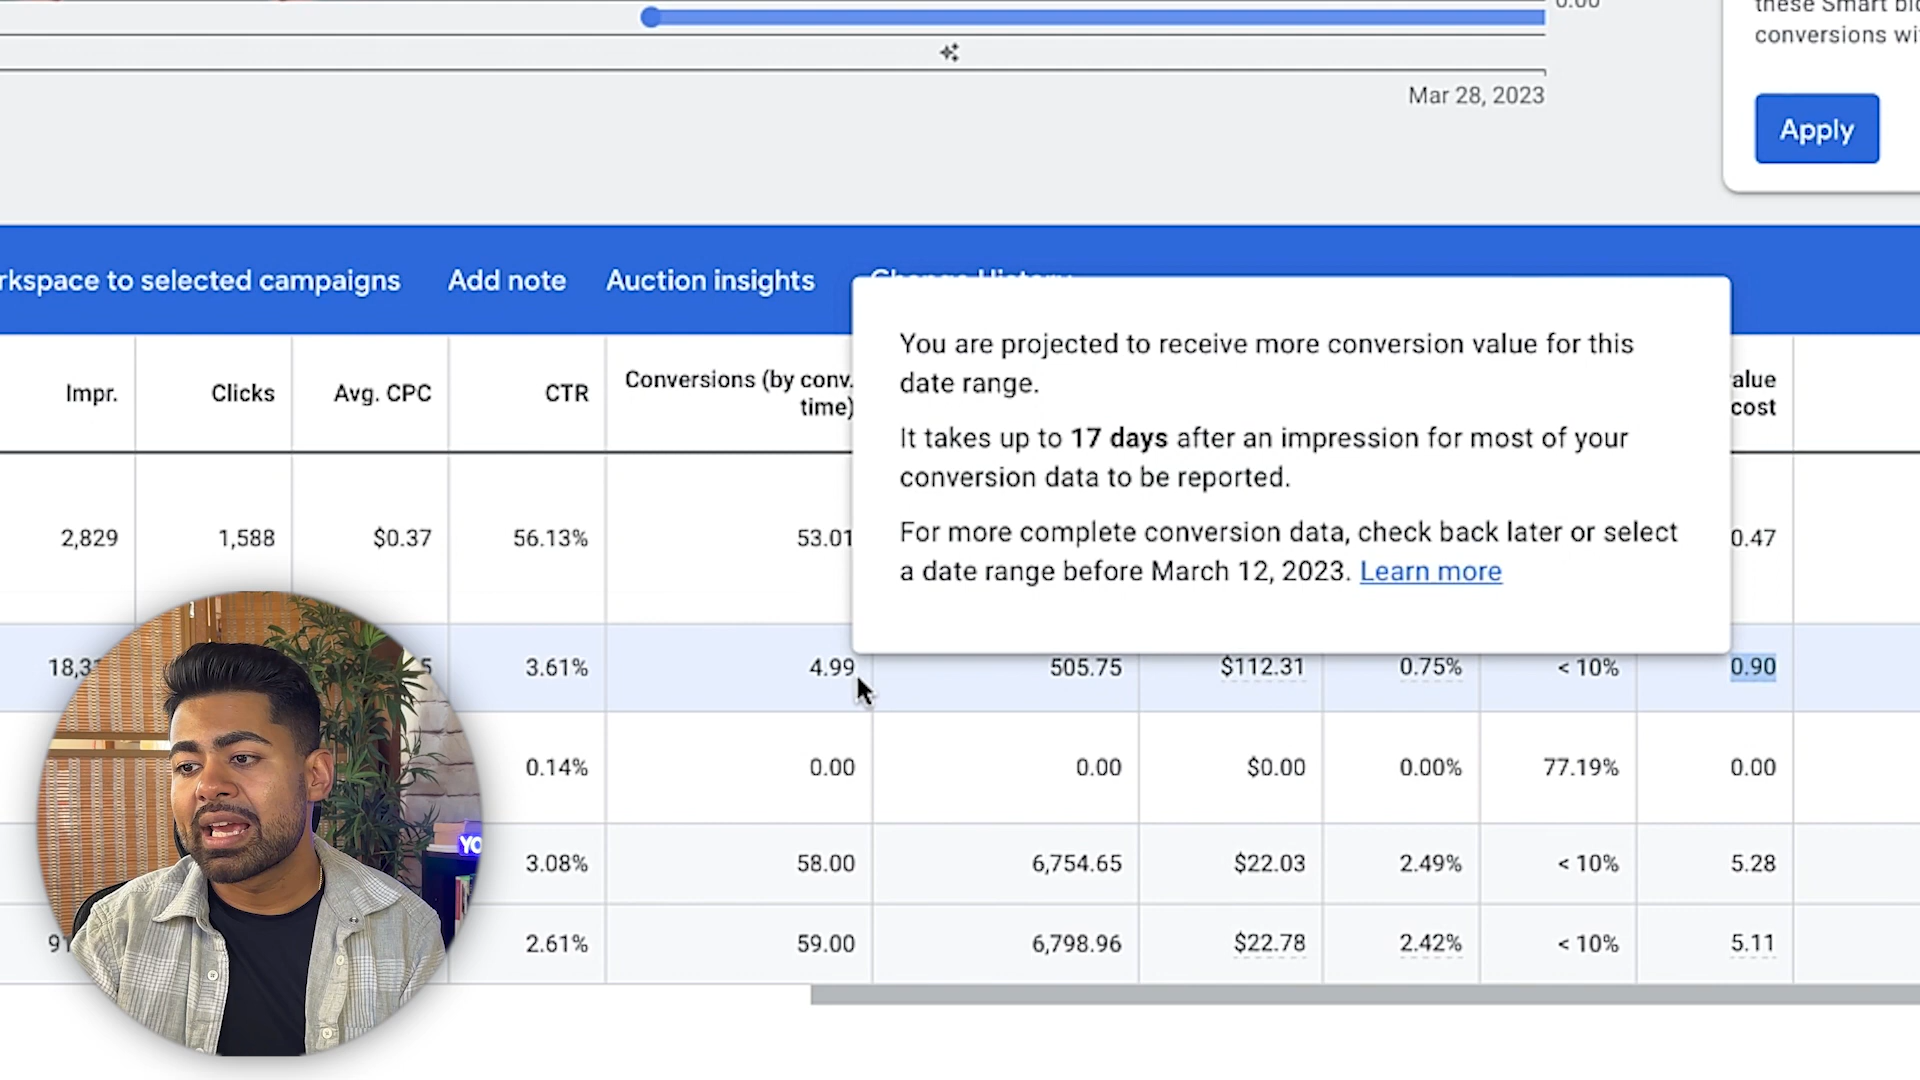 these Smart
conversions
0.00
Mar 28, 2023
Apply
to selected campaigns
Add note
Auction insights
Change History
You are projected to receive more conversion value for this
date range.
It takes up to 17 days after an impression for most of your
conversion data to be reported.
For more complete conversion data, check back later or select
a date range before March 12, 2023. Learn more
Impr.
Clicks
Avg. CPC
CTR
Conversions (by conv.
time)
cost
2,829
1,588
$0.37
56.13%
53.01
0.47
3.61%
4.99
505.75
$112.31
0.75%
< 10%
0.90
0.14%
0.00
0.00
$0.00
0.00%
77.19%
0.00
3.08%
58.00
6,754.65
$22.03
2.49%
< 10%
5.28
2.61%
59.00
6,798.96
$22.78
2.42%
< 10%
5.11